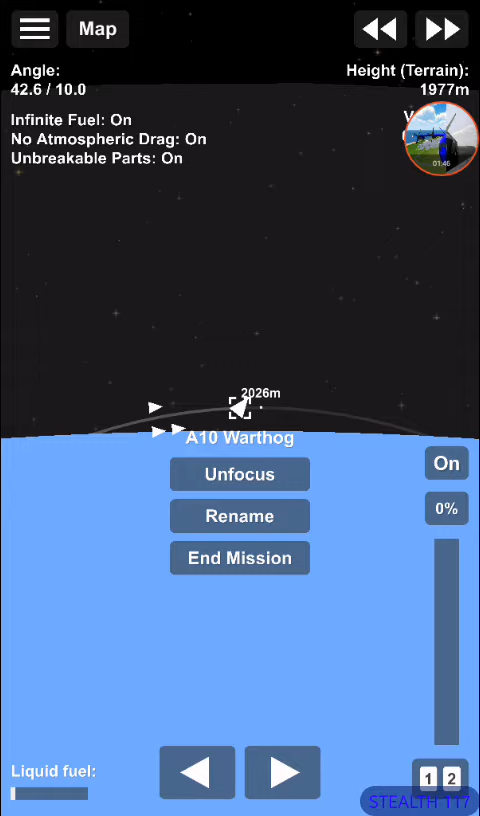 Map
Angle:
42.6 / 10.0
Height (Terrain):
1977m
Infinite Fuel: On
No Atmospheric Drag: On
Unbreakable Parts: On
01:46
2026m
A10 Warthog
Unfocus
Rename
End Mission
On
0%
Liquid fuel:
1 2
STEALTH 117